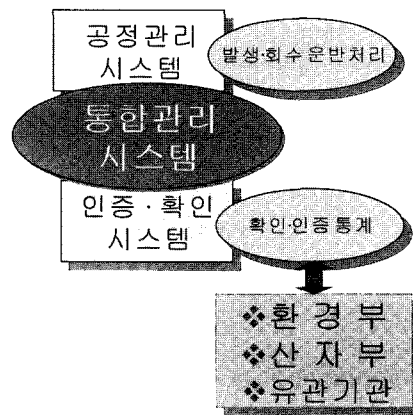 공정관리
시스템
발생·회수운반처리
통합관리
시스템
인증·확인
시스템
확인·인증통계
❖환 경 부
❖산 자 부
❖유관기관